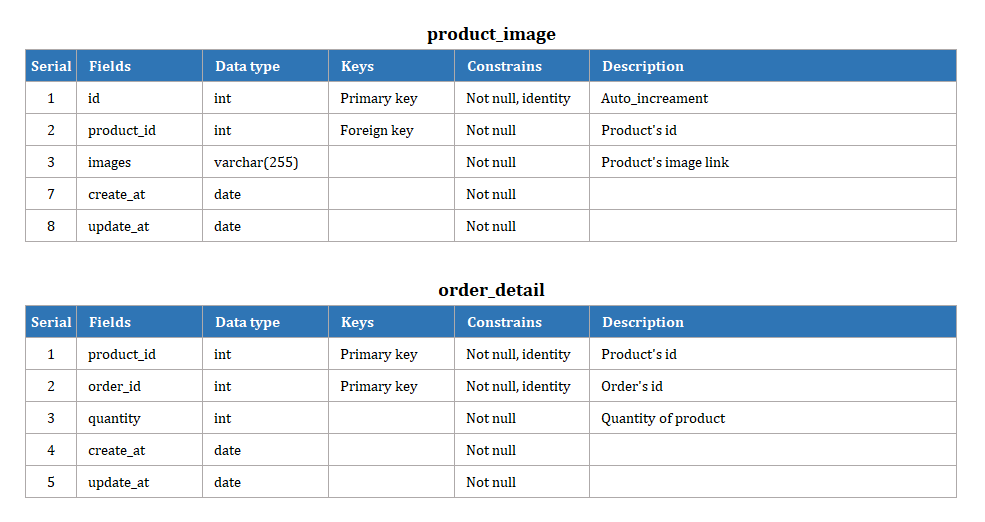 product_image
Serial Fields Data type Keys Constrains Description
1 id int Primary key Not null, identity Auto_increament
2 product_id int Foreign key Not null Product's id
3 images varchar(255) Not null Product's image link
7 create_at date Not null
8 update_at date Not null
order_detail
Serial Fields Data type Keys Constrains Description
1 product_id int Primary key Not null, identity Product's id
2 order_id int Primary key Not null, identity Order's id
3 quantity int Not null Quantity of product
4 create_at date Not null
5 update_at date Not null